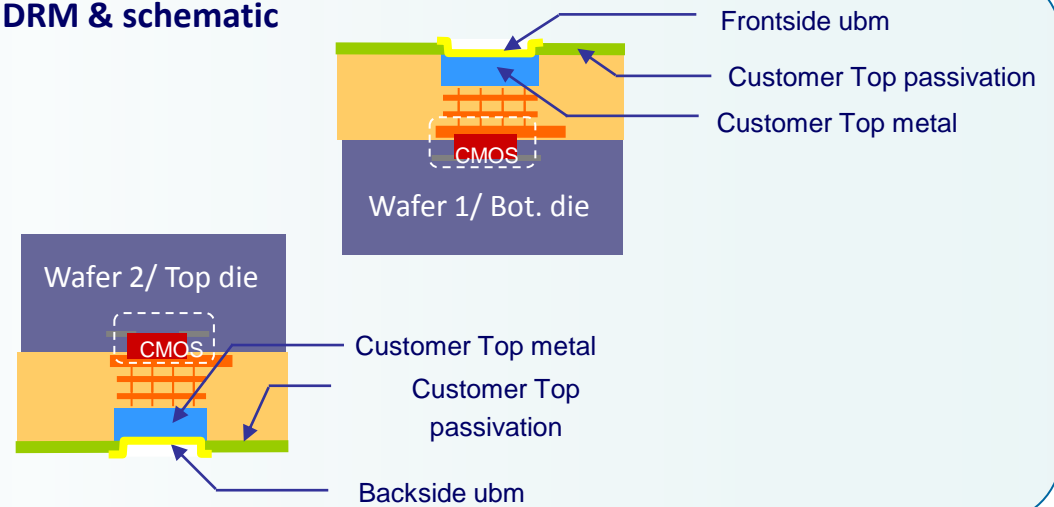 DRM & schematic
Frontside ubm
Customer Top passivation
Customer Top metal
CMOS
Wafer 1/ Bot. die
Wafer 2/ Top die
CMOS
Customer Top metal
Customer Top
passivation
Backside ubm